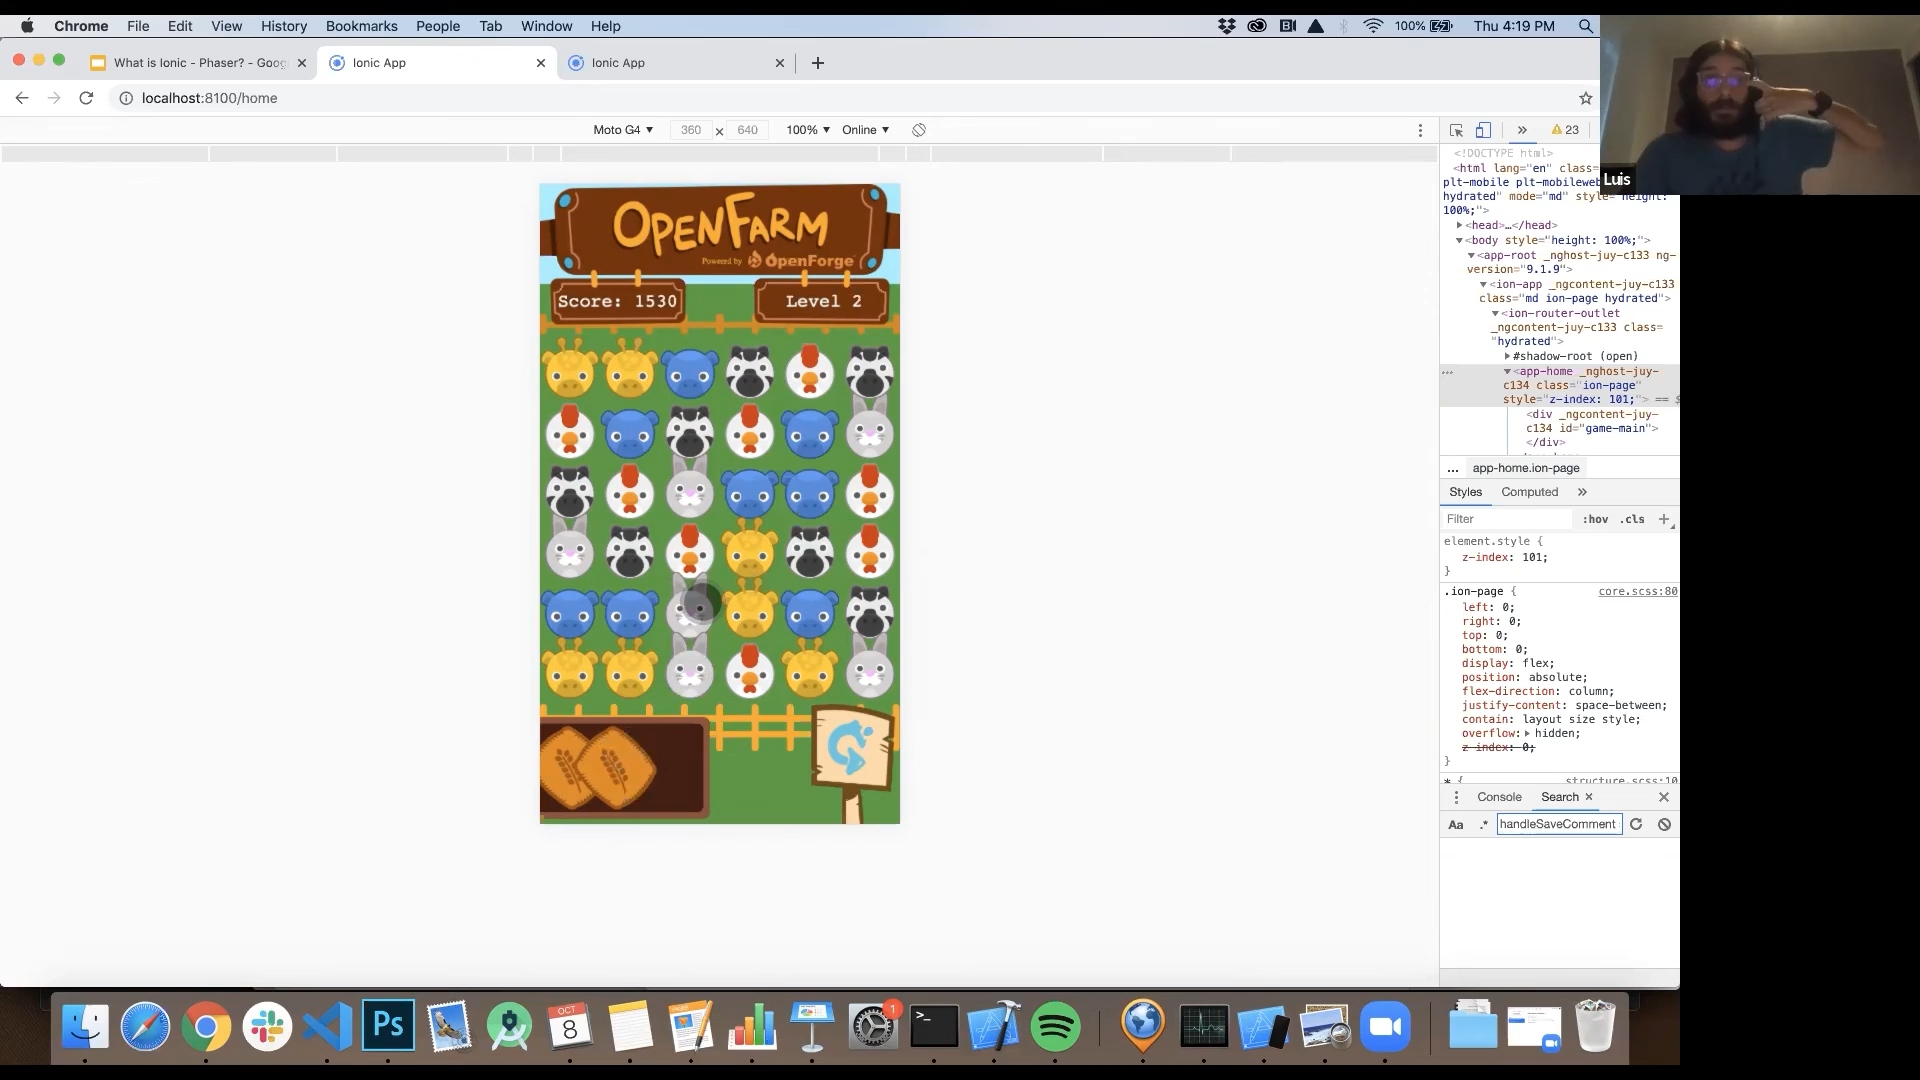 Chrome File Edit View History Bookmarks People Tab Window Help
100% Thu 4:19 PM
What is Ionic - Phaser? - Goog
Ionic App
Ionic App
localhost:8100/home
Moto G4 360 × 640 100% Online
23
OPENFARM
Powered by OpenForge
Score: 1530
Level 2
<!DOCTYPE html>
<html lang="en" class=
plt-mobile plt-mobileweb
hydrated" mode="md" style="height:
100%;">
<head>…</head>
<body style="height: 100%;">
<app-root _nghost-juy-c133 ng-
version="9.1.9">
<ion-app _ngcontent-juy-c133
class="md ion-page hydrated">
<ion-router-outlet
_ngcontent-juy-c133 class=
"hydrated">
#shadow-root (open)
<app-home _nghost-juy-
c134 class="ion-page"
style="z-index: 101;"> == $
<div _ngcontent-juy-
c134 id="game-main">
</div>
... app-home.ion-page
Styles Computed
Filter :hov .cls +
element.style {
z-index: 101;
}
.ion-page { core.scss:80
left: 0;
right: 0;
top: 0;
bottom: 0;
display: flex;
position: absolute;
flex-direction: column;
justify-content: space-between;
contain: layout size style;
overflow: hidden;
z-index: 0;
}
* { structure.scss:10
Console Search
Aa .* handleSaveComment
Luis
Ps
OCT
8
1
>_